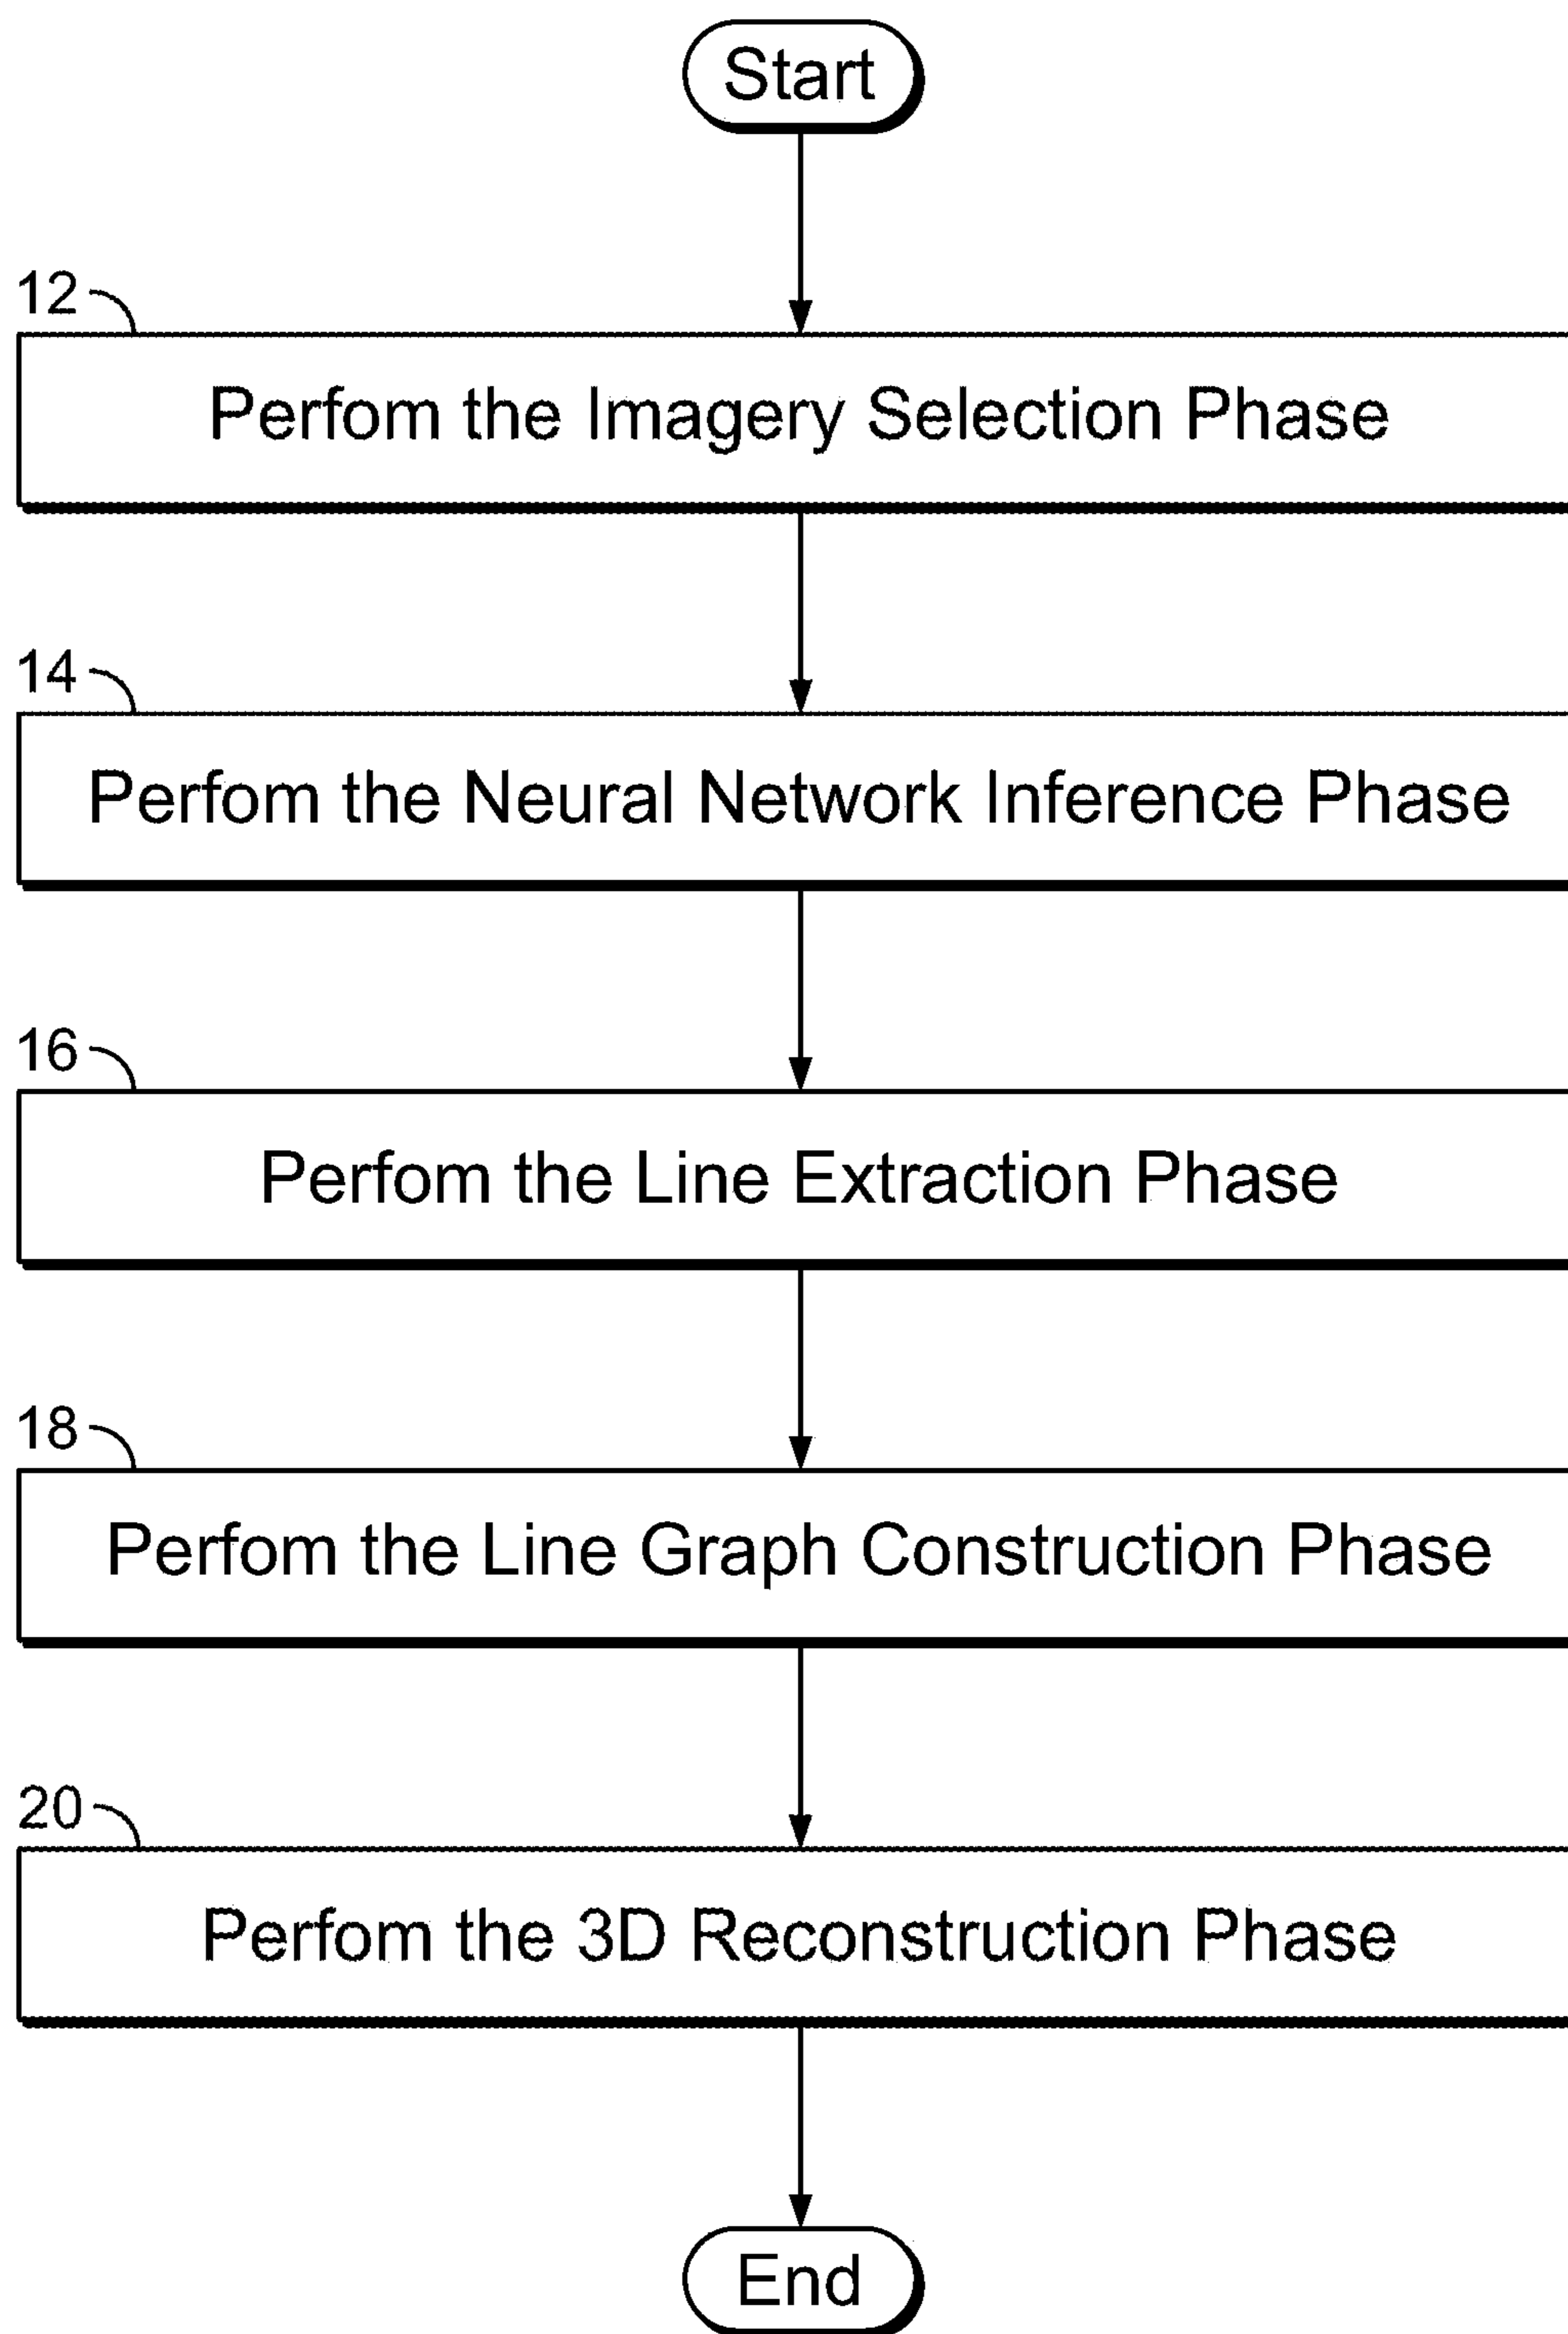 Start
12
Perfom the Imagery Selection Phase
14
Perfom the Neural Network Inference Phase
16
Perfom the Line Extraction Phase
18
Perfom the Line Graph Construction Phase
20
Perfom the 3D Reconstruction Phase
End